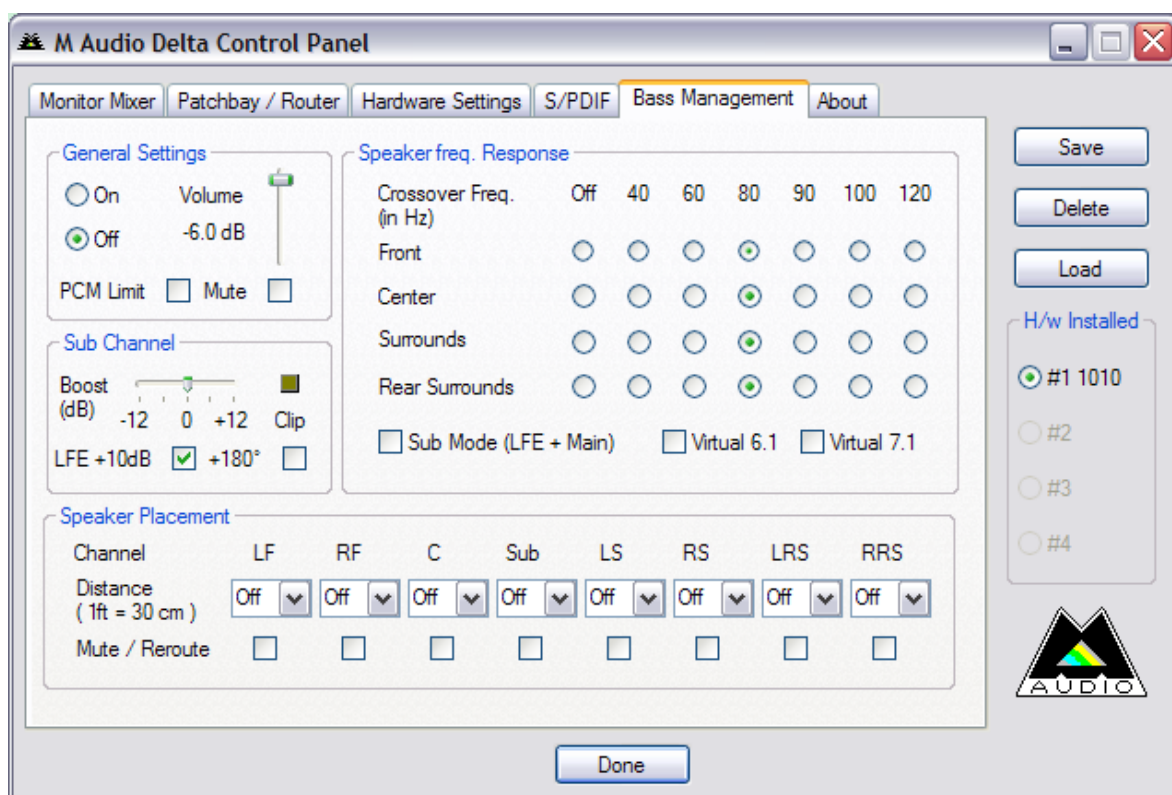 M Audio Delta Control Panel
Monitor Mixer Patchbay / Router Hardware Settings S/PDIF Bass Management About
General Settings
On Volume
Off -6.0 dB
PCM Limit Mute
Speaker freq. Response
Crossover Freq. Off 40 60 80 90 100 120
(in Hz)
Front
Center
Surrounds
Rear Surrounds
Sub Mode (LFE + Main) Virtual 6.1 Virtual 7.1
Sub Channel
Boost
(dB) -12 0 +12 Clip
LFE +10dB +180°
Speaker Placement
Channel LF RF C Sub LS RS LRS RRS
Distance Off Off Off Off Off Off Off Off
( 1ft = 30 cm )
Mute / Reroute
Save
Delete
Load
H/w Installed
#1 1010
#2
#3
#4
AUDIO
Done